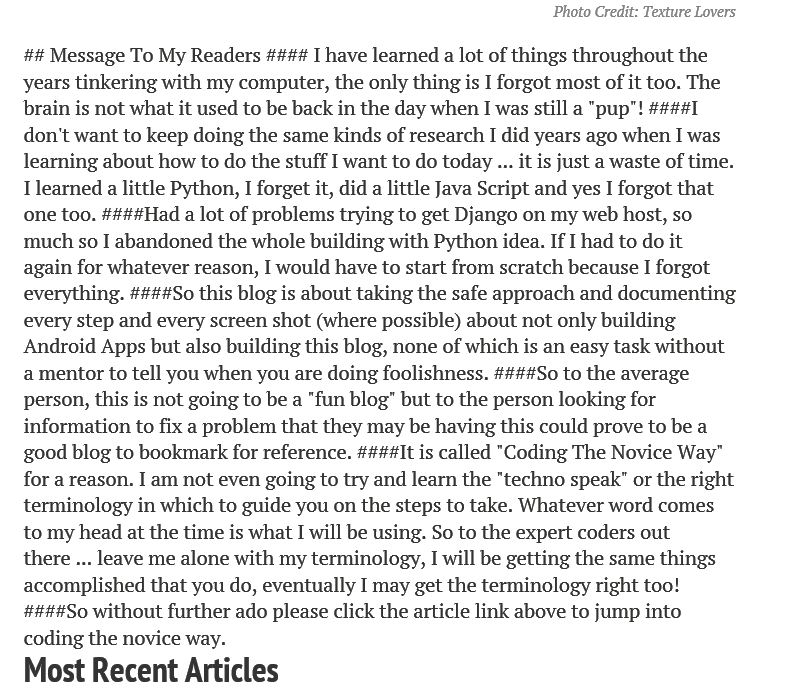 Photo Credit: Texture Lovers
## Message To My Readers #### I have learned a lot of things throughout the
years tinkering with my computer, the only thing is I forgot most of it too. The
brain is not what it used to be back in the day when I was still a "pup"! ####I
don't want to keep doing the same kinds of research I did years ago when I was
learning about how to do the stuff I want to do today ... it is just a waste of time.
I learned a little Python, I forget it, did a little Java Script and yes I forgot that
one too. ####Had a lot of problems trying to get Django on my web host, so
much so I abandoned the whole building with Python idea. If I had to do it
again for whatever reason, I would have to start from scratch because I forgot
everything. ####So this blog is about taking the safe approach and documenting
every step and every screen shot (where possible) about not only building
Android Apps but also building this blog, none of which is an easy task without
a mentor to tell you when you are doing foolishness. ####So to the average
person, this is not going to be a "fun blog" but to the person looking for
information to fix a problem that they may be having this could prove to be a
good blog to bookmark for reference. ####It is called "Coding The Novice Way"
for a reason. I am not even going to try and learn the "techno speak" or the right
terminology in which to guide you on the steps to take. Whatever word comes
to my head at the time is what I will be using. So to the expert coders out
there ... leave me alone with my terminology, I will be getting the same things
accomplished that you do, eventually I may get the terminology right too!
####So without further ado please click the article link above to jump into
coding the novice way.
Most Recent Articles